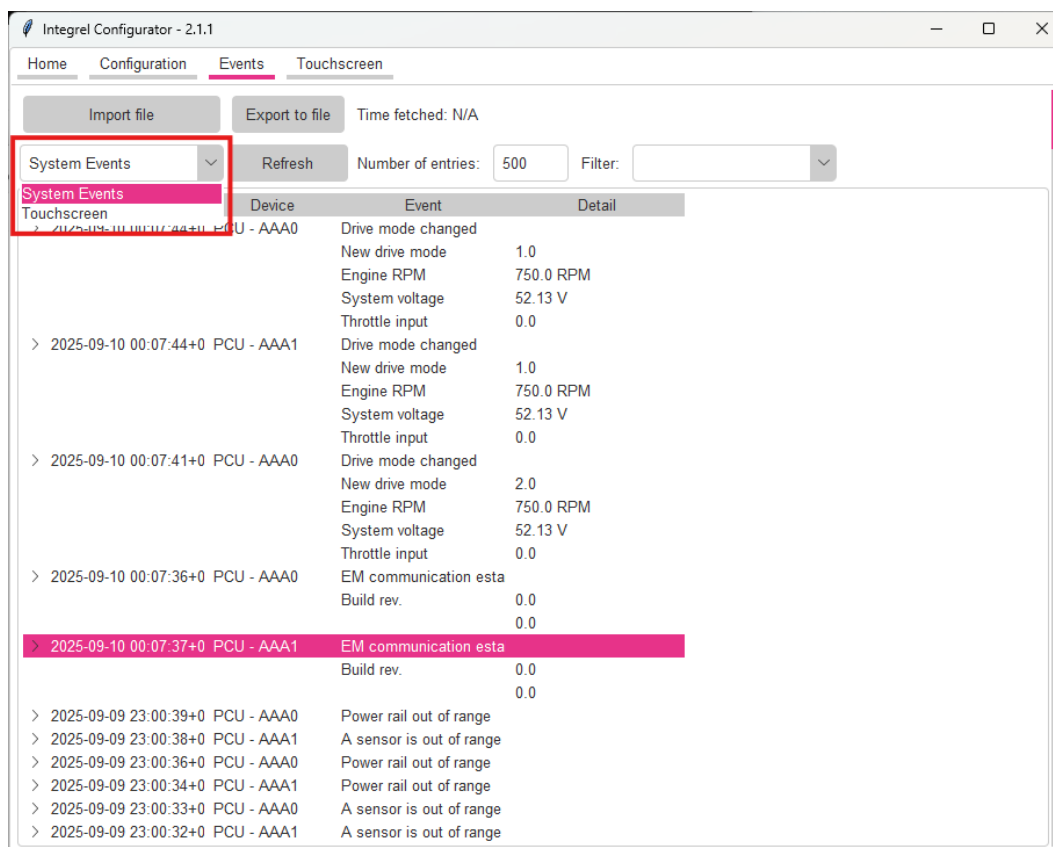 Integrel Configurator - 2.1.1
Home Configuration Events Touchscreen
Import file Export to file Time fetched: N/A
System Events Refresh Number of entries: 500 Filter:
System Events
Touchscreen
Device Event Detail
2025-09-10 00:07:44+0 PCU - AAA0 Drive mode changed
New drive mode 1.0
Engine RPM 750.0 RPM
System voltage 52.13 V
Throttle input 0.0
2025-09-10 00:07:44+0 PCU - AAA1 Drive mode changed
New drive mode 1.0
Engine RPM 750.0 RPM
System voltage 52.13 V
Throttle input 0.0
2025-09-10 00:07:41+0 PCU - AAA0 Drive mode changed
New drive mode 2.0
Engine RPM 750.0 RPM
System voltage 52.13 V
Throttle input 0.0
2025-09-10 00:07:36+0 PCU - AAA0 EM communication esta
Build rev. 0.0
0.0
2025-09-10 00:07:37+0 PCU - AAA1 EM communication esta
Build rev. 0.0
0.0
2025-09-09 23:00:39+0 PCU - AAA0 Power rail out of range
2025-09-09 23:00:38+0 PCU - AAA1 A sensor is out of range
2025-09-09 23:00:36+0 PCU - AAA0 Power rail out of range
2025-09-09 23:00:34+0 PCU - AAA1 Power rail out of range
2025-09-09 23:00:33+0 PCU - AAA0 A sensor is out of range
2025-09-09 23:00:32+0 PCU - AAA1 A sensor is out of range